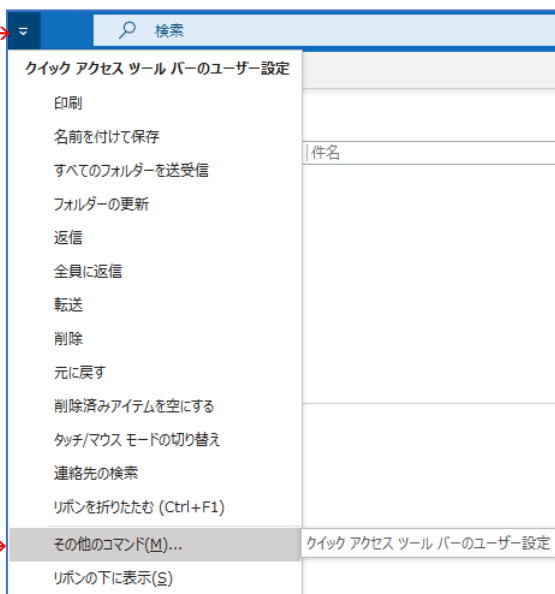 検索
クイック アクセス ツール バーのユーザー設定
印刷
名前を付けて保存
件名
すべてのフォルダーを送受信
フォルダーの更新
返信
全員に返信
転送
削除
元に戻す
削除済みアイテムを空にする
タッチ/マウス モードの切り替え
連絡先の検索
リボンを折りたたむ (Ctrl+F1)
その他のコマンド(M)...
クイック アクセス ツール バーのユーザー設定
リボンの下に表示(S)